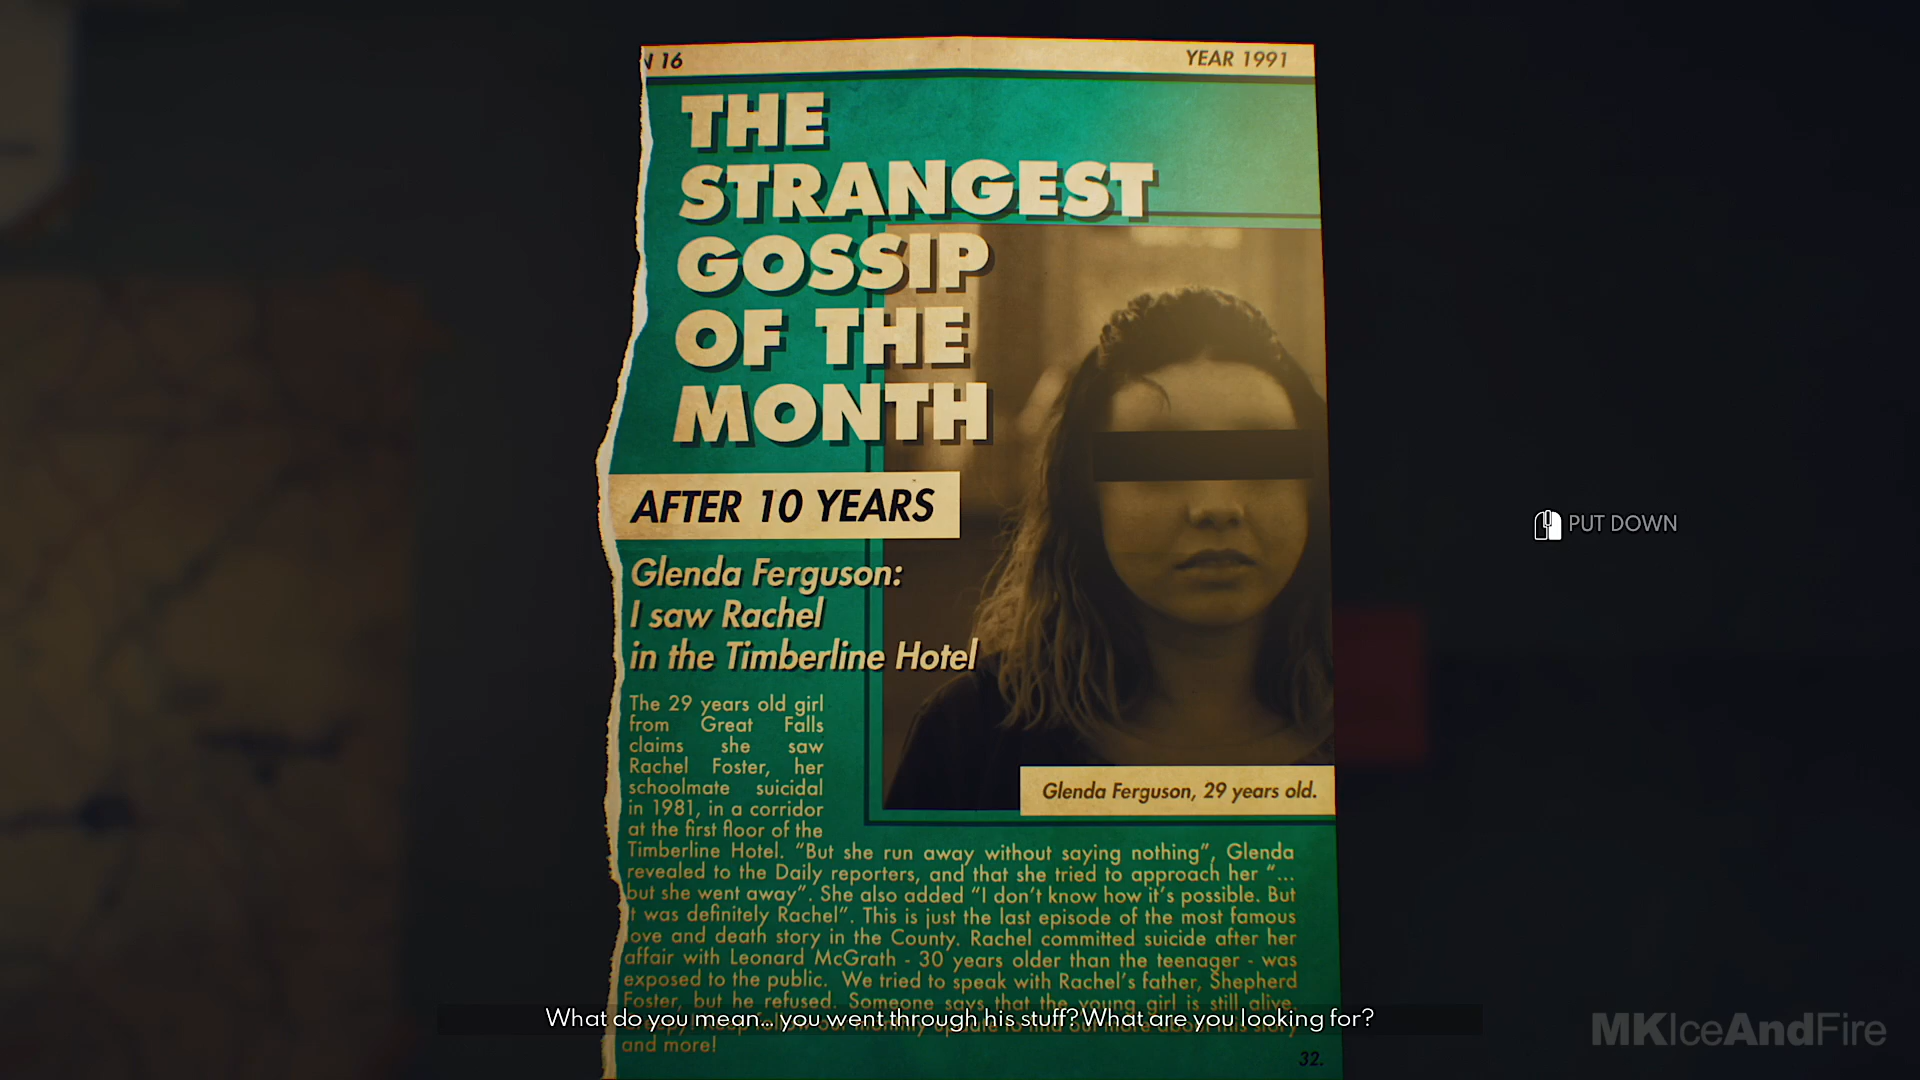 N 16
YEAR 1991
THE
STRANGEST
GOSSIP
OF THE
MONTH
AFTER 10 YEARS
Glenda Ferguson:
I saw Rachel
in the Timberline Hotel
The 29 years old girl
from Great Falls
claims she saw
Rachel Foster, her
schoolmate suicidal
in 1981, in a corridor
at the first floor of the
Timberline Hotel. “But she run away without saying nothing”, Glenda
revealed to the Daily reporters, and that she tried to approach her “...
but she went away”. She also added “I don’t know how it’s possible. But
it was definitely Rachel”. This is just the last episode of the most famous
love and death story in the County. Rachel committed suicide after her
affair with Leonard McGrath - 30 years older than the teenager - was
exposed to the public. We tried to speak with Rachel’s father, Shepherd
Foster, but he refused. Someone says that the young girl is still alive.
and more!
Glenda Ferguson, 29 years old.
32.
PUT DOWN
What do you mean... you went through his stuff? What are you looking for?
MKIceAndFire